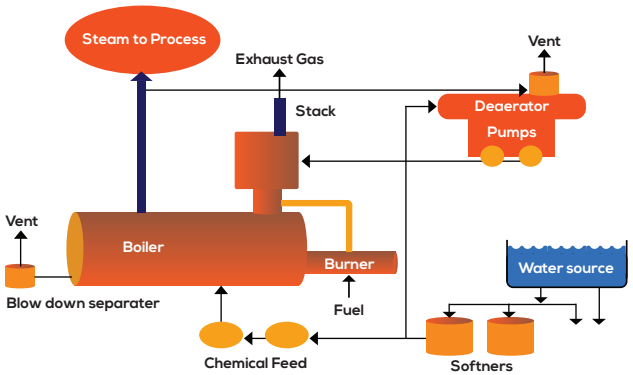 Steam to Process
Exhaust Gas
Vent
Stack
Deaerator
Pumps
Vent
Boiler
Burner
Water source
Blow down separater
Fuel
Chemical Feed
Softners